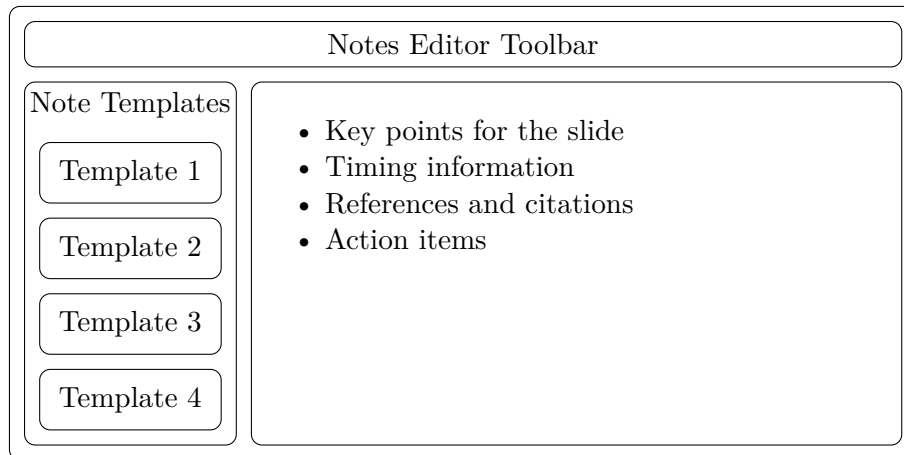 Notes Editor Toolbar
Note Templates
Template 1
Template 2
Template 3
Template 4
• Key points for the slide
• Timing information
• References and citations
• Action items